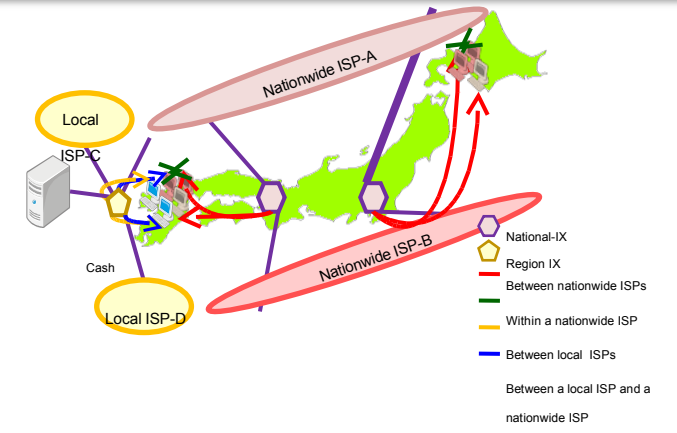 Nationwide ISP-A
Local
ISP-C
Cash
Local ISP-D
Nationwide ISP-B
National-IX
Region IX
Between nationwide ISPs
Within a nationwide ISP
Between local ISPs
Between a local ISP and a
nationwide ISP